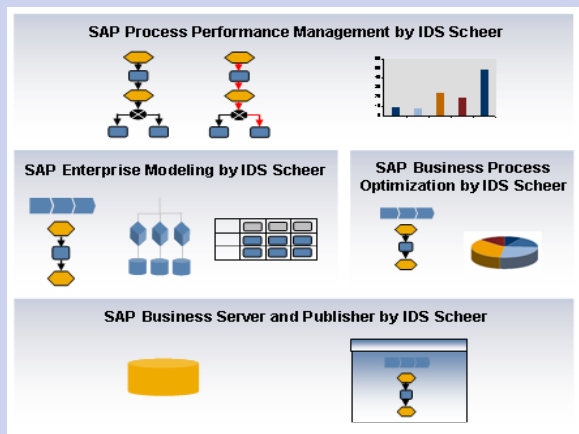 SAP Process Performance Management by IDS Scheer
SAP Enterprise Modeling by IDS Scheer
SAP Business Process
Optimization by IDS Scheer
SAP Business Server and Publisher by IDS Scheer